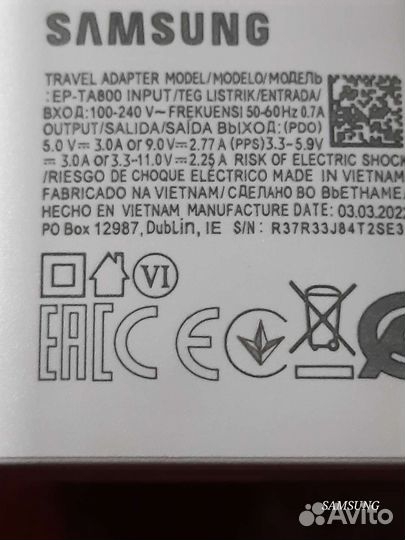 SAMSUNG
TRAVEL ADAPTER MODEL/MODELO/МОДЕЛЬ
:EP-TA800 INPUT/TEG LISTRIK/ENTRADA/
ВХОД:100-240 V~FREKUENSI 50-60Hz 0.7A
OUTPUT/SALIDA/SAÍDA ВЫХОД:(PDO)
5.0 V⎓ 3.0A or 9.0V⎓2.77 A (PPS)3.3-5.9V
⎓3.0A or 3.3-11.0V⎓2.25 A RISK OF ELECTRIC SHOCK
/RIESGO DE CHOQUE ELÉCTRICO MADE IN VIETNAM
FABRICADO NA VIETNAM/СДЕЛАНО ВО ВЬЕТНАМЕ
HECHO EN VIETNAM MANUFACTURE DATE: 03.03.2022
PO Box 12987, Dublin, IE S/N: R37R33J84T2SE3
VI
EAC CE
SAMSUNG
Avito